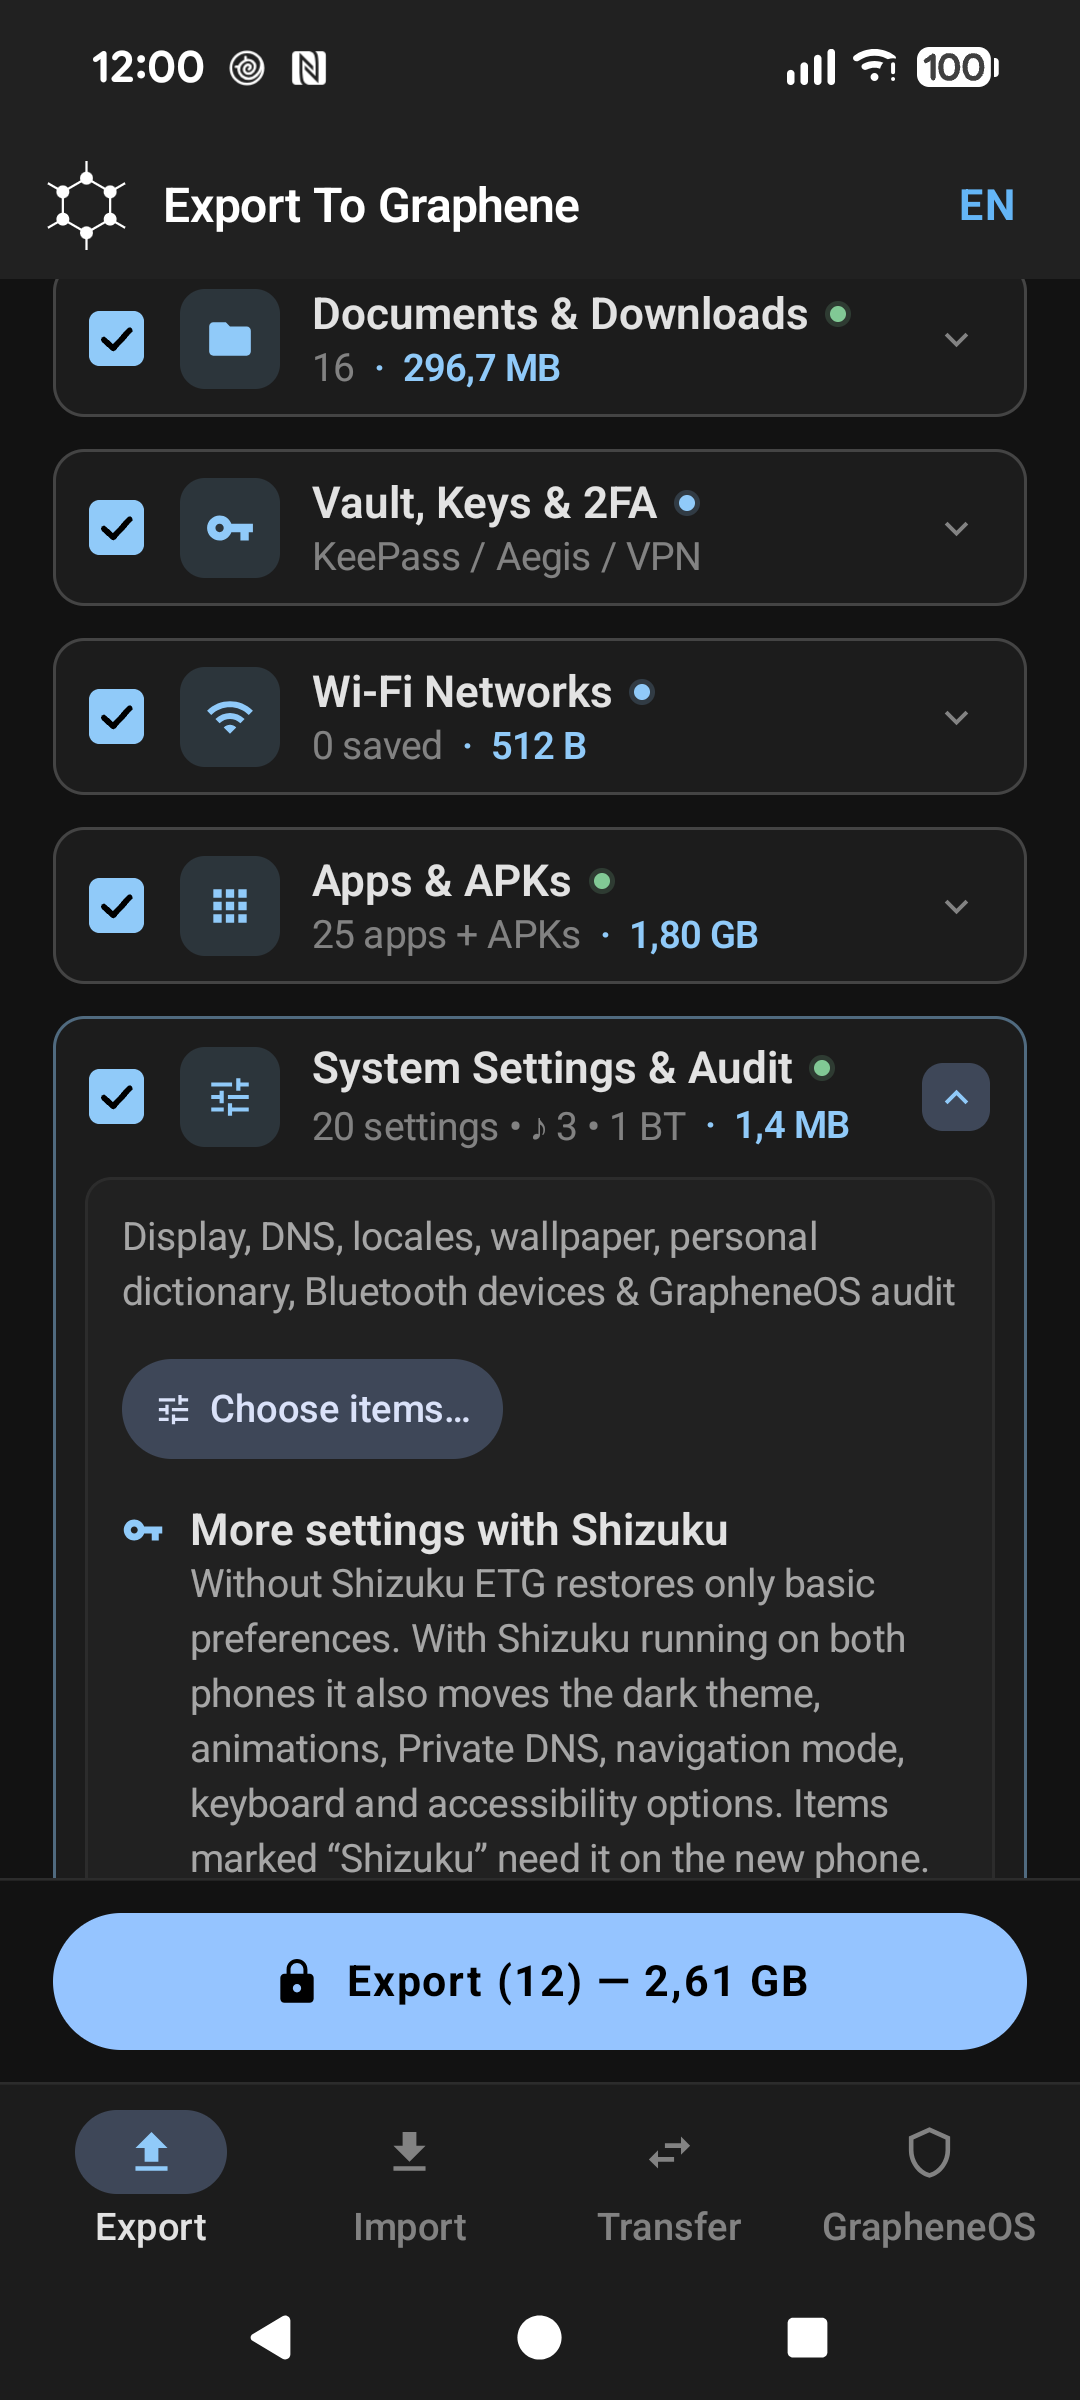 12:00
100
Export To Graphene
EN
Documents & Downloads
16 · 296,7 MB
Vault, Keys & 2FA
KeePass / Aegis / VPN
Wi-Fi Networks
0 saved · 512 B
Apps & APKs
25 apps + APKs · 1,80 GB
System Settings & Audit
20 settings • ♪ 3 • 1 BT · 1,4 MB
Display, DNS, locales, wallpaper, personal
dictionary, Bluetooth devices & GrapheneOS audit
Choose items…
More settings with Shizuku
Without Shizuku ETG restores only basic
preferences. With Shizuku running on both
phones it also moves the dark theme,
animations, Private DNS, navigation mode,
keyboard and accessibility options. Items
marked “Shizuku” need it on the new phone.
Export (12) — 2,61 GB
Export
Import
Transfer
GrapheneOS